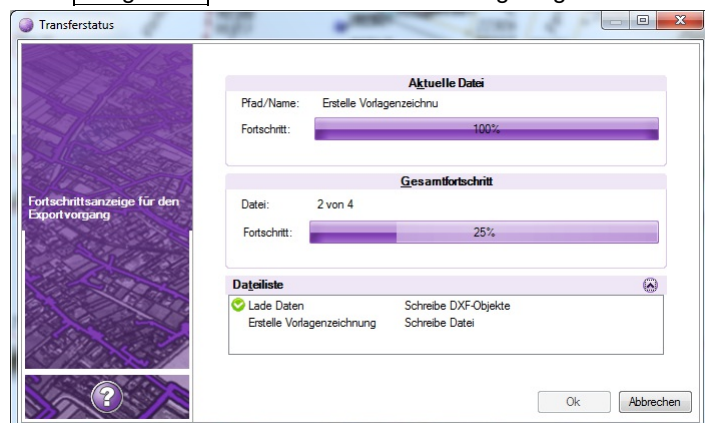 Transferstatus
Fortschrittsanzeige für den
Exportvorgang
Aktuelle Datei
Pfad/Name: Erstelle Vorlagenzeichnu
Fortschritt: 100%
Gesamtfortschritt
Datei: 2 von 4
Fortschritt: 25%
Dateiliste
Lade Daten Schreibe DXF-Objekte
Erstelle Vorlagenzeichnung Schreibe Datei
?
Ok Abbrechen